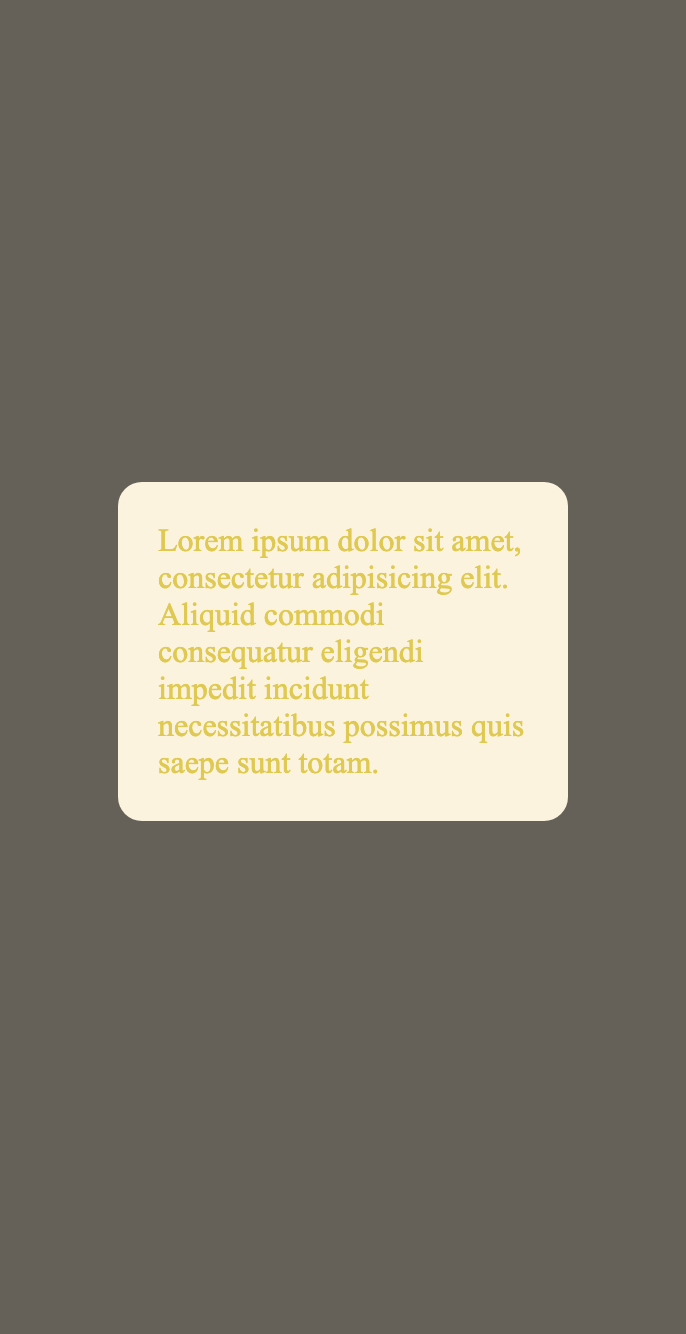 Lorem ipsum dolor sit amet,
consectetur adipisicing elit.
Aliquid commodi
consequatur eligendi
impedit incidunt
necessitatibus possimus quis
saepe sunt totam.